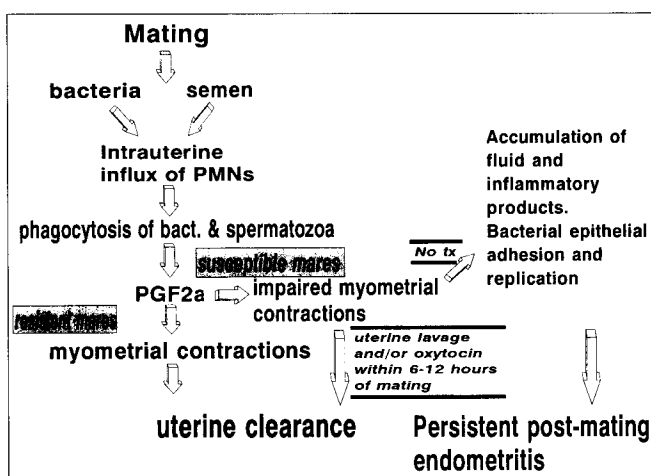 Mating
bacteria semen
Intrauterine
influx of PMNs
phagocytosis of bact. & spermatozoa
susceptible mares
PGF2a
impaired myometrial
contractions
No tx
Accumulation of
fluid and
inflammatory
products.
Bacterial epithelial
adhesion and
replication
resistent mares
myometrial contractions
uterine lavage
and/or oxytocin
within 6-12 hours
of mating
uterine clearance
Persistent post-mating
endometritis